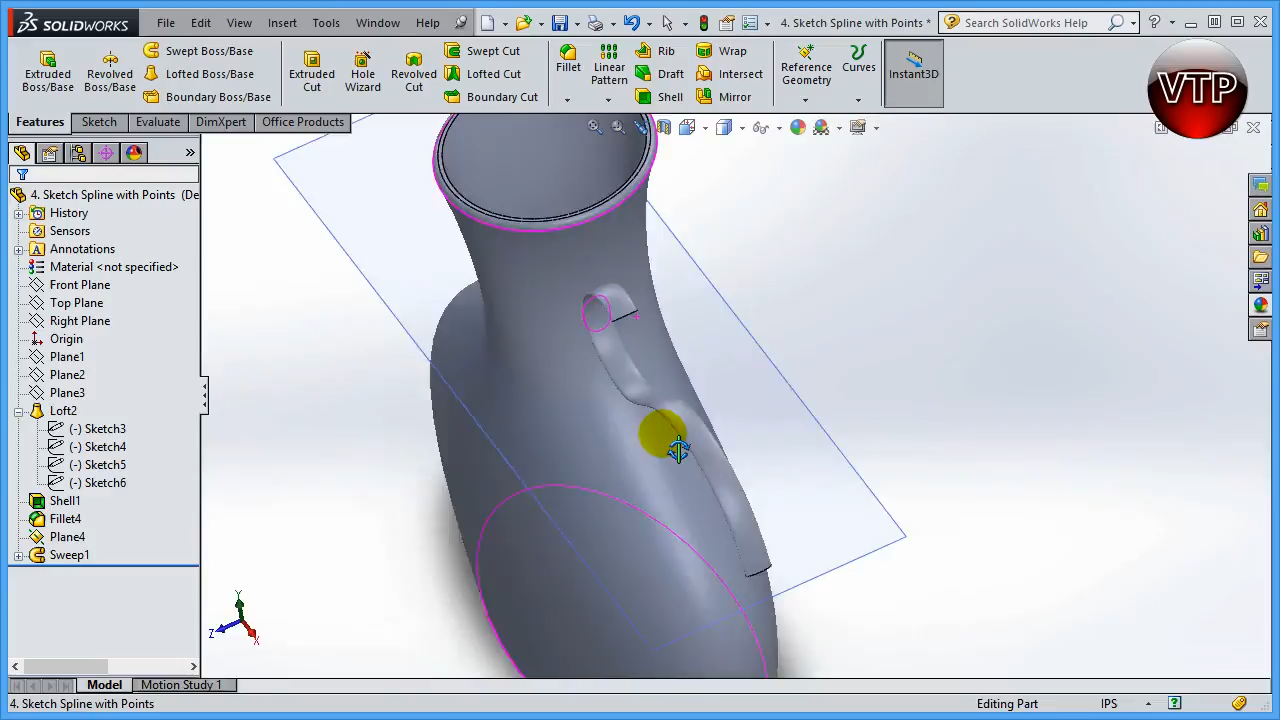 SOLIDWORKS File Edit View Insert Tools Window Help 4. Sketch Spline with Points * Search SolidWorks Help
Extruded Boss/Base
Revolved Boss/Base
Swept Boss/Base
Lofted Boss/Base
Boundary Boss/Base
Extruded Cut
Hole Wizard
Revolved Cut
Swept Cut
Lofted Cut
Boundary Cut
Fillet
Linear Pattern
Rib
Draft
Shell
Wrap
Intersect
Mirror
Reference Geometry
Curves
Instant3D
VTP
Features Sketch Evaluate DimXpert Office Products
4. Sketch Spline with Points (De
History
Sensors
Annotations
Material <not specified>
Front Plane
Top Plane
Right Plane
Origin
Plane1
Plane2
Plane3
Loft2
(-) Sketch3
(-) Sketch4
(-) Sketch5
(-) Sketch6
Shell1
Fillet4
Plane4
Sweep1
Y
Z
X
Model Motion Study 1
4. Sketch Spline with Points Editing Part IPS